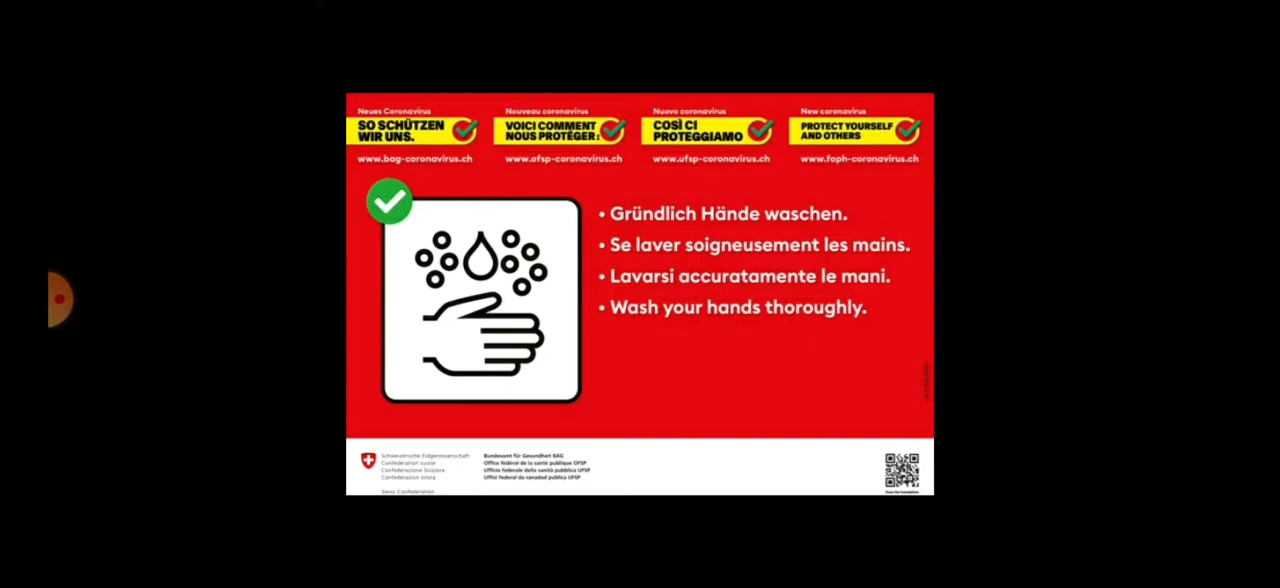 Neues Coronavirus
SO SCHÜTZEN
WIR UNS.
www.bag-coronavirus.ch
Nouveau coronavirus
VOICI COMMENT
NOUS PROTÉGER:
www.ofsp-coronavirus.ch
Nuovo coronavirus
COSÌ CI
PROTEGGIAMO
www.ufsp-coronavirus.ch
New coronavirus
PROTECT YOURSELF
AND OTHERS
www.foph-coronavirus.ch
• Gründlich Hände waschen.
• Se laver soigneusement les mains.
• Lavarsi accuratamente le mani.
• Wash your hands thoroughly.
Schweizerische Eidgenossenschaft
Confédération suisse
Confederazione Svizzera
Confederaziun svizra
Swiss Confederation
Bundesamt für Gesundheit BAG
Office fédéral de la santé publique OFSP
Ufficio federale della sanità pubblica UFSP
Uffizi federal da sanadad publica UFSP
Scan for translation